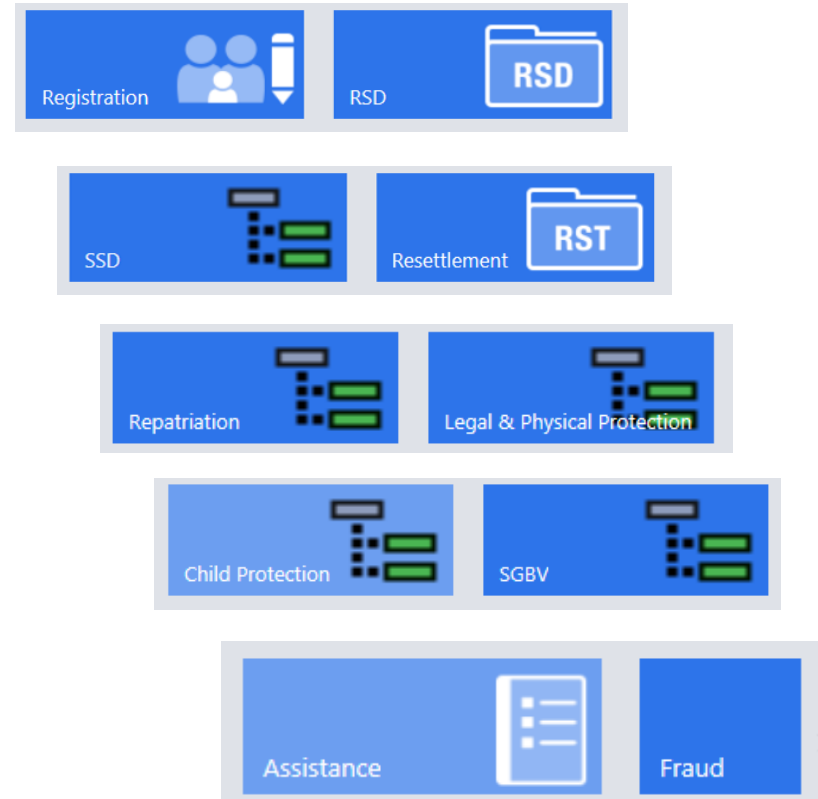 Registration
RSD
RSD
SSD
Resettlement
RST
Repatriation
Legal & Physical Protection
Child Protection
SGBV
Assistance
Fraud